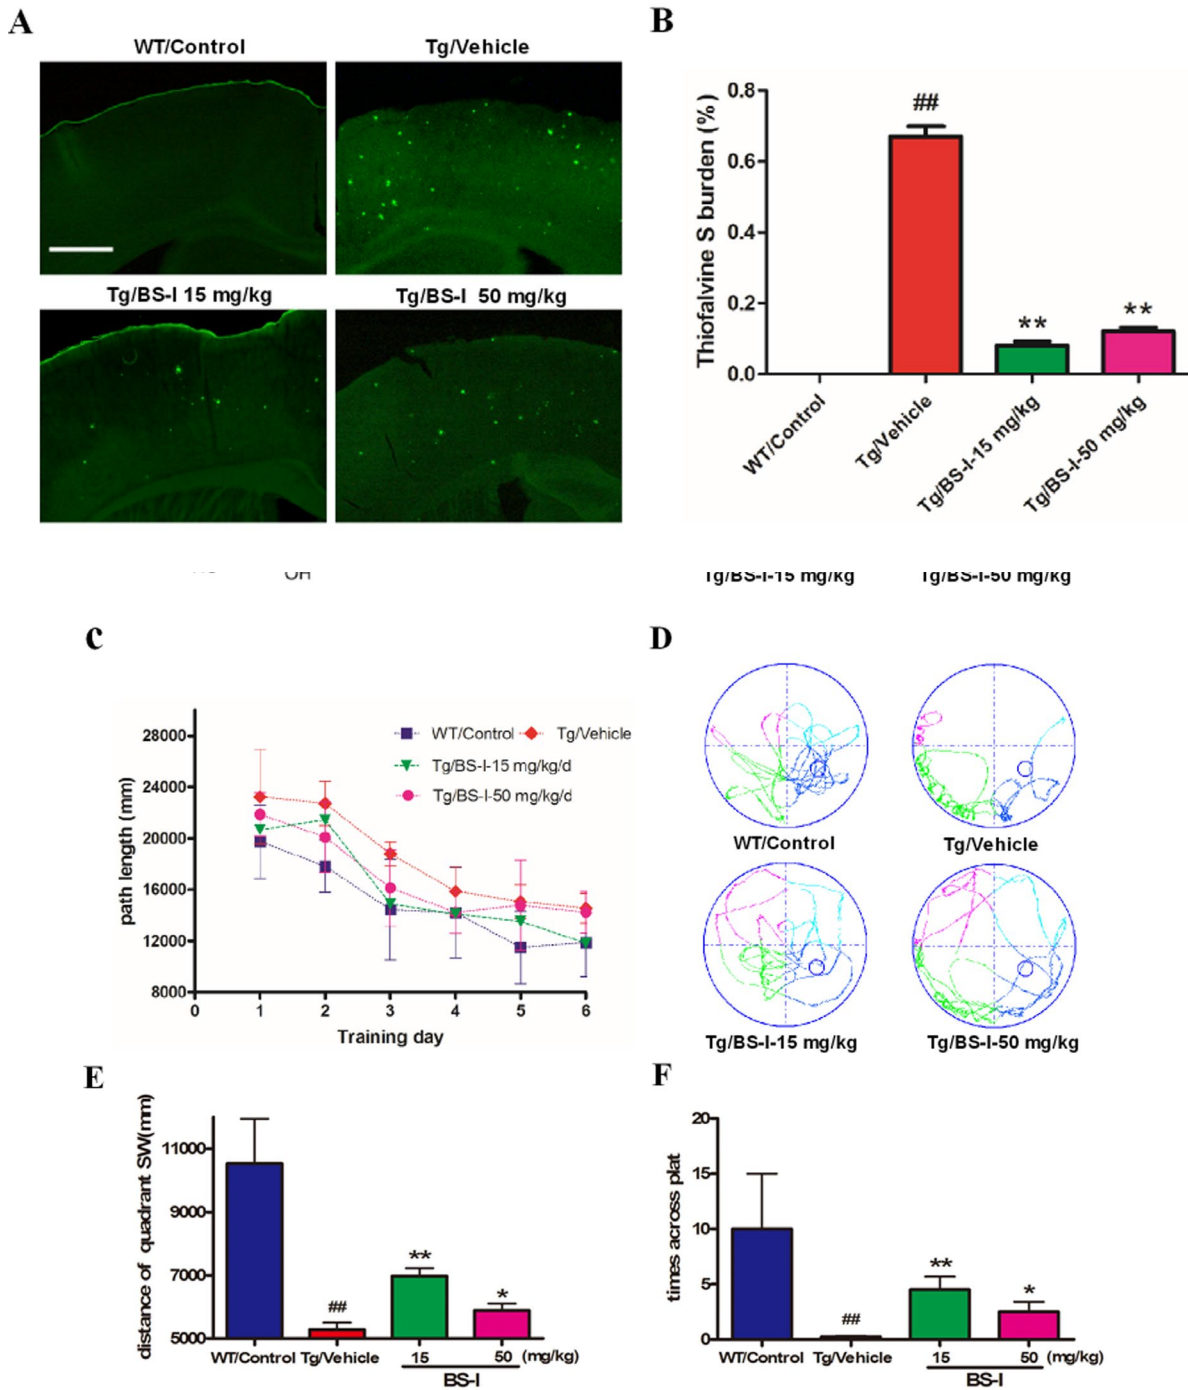 A
WT/Control
Tg/Vehicle
Tg/BS-I 15 mg/kg
Tg/BS-I 50 mg/kg
B
Thiofalvine S burden (%)
0.8
0.6
0.4
0.2
0.0
##
**
**
WT/Control
Tg/Vehicle
Tg/BS-I-15 mg/kg
Tg/BS-I-50 mg/kg
OH
Tg/BS-I-15 mg/kg
Tg/BS-I-50 mg/kg
C
path length (mm)
28000
24000
20000
16000
12000
8000
WT/Control
Tg/Vehicle
Tg/BS-I-15 mg/kg/d
Tg/BS-I-50 mg/kg/d
0 1 2 3 4 5 6
Training day
D
WT/Control
Tg/Vehicle
Tg/BS-I-15 mg/kg
Tg/BS-I-50 mg/kg
E
distance of quadrant SW(mm)
11000
9000
7000
5000
##
**
*
WT/Control Tg/Vehicle 15 50 (mg/kg)
BS-I
F
times across plat
20
15
10
5
0
##
**
*
WT/Control Tg/Vehicle 15 50 (mg/kg)
BS-I